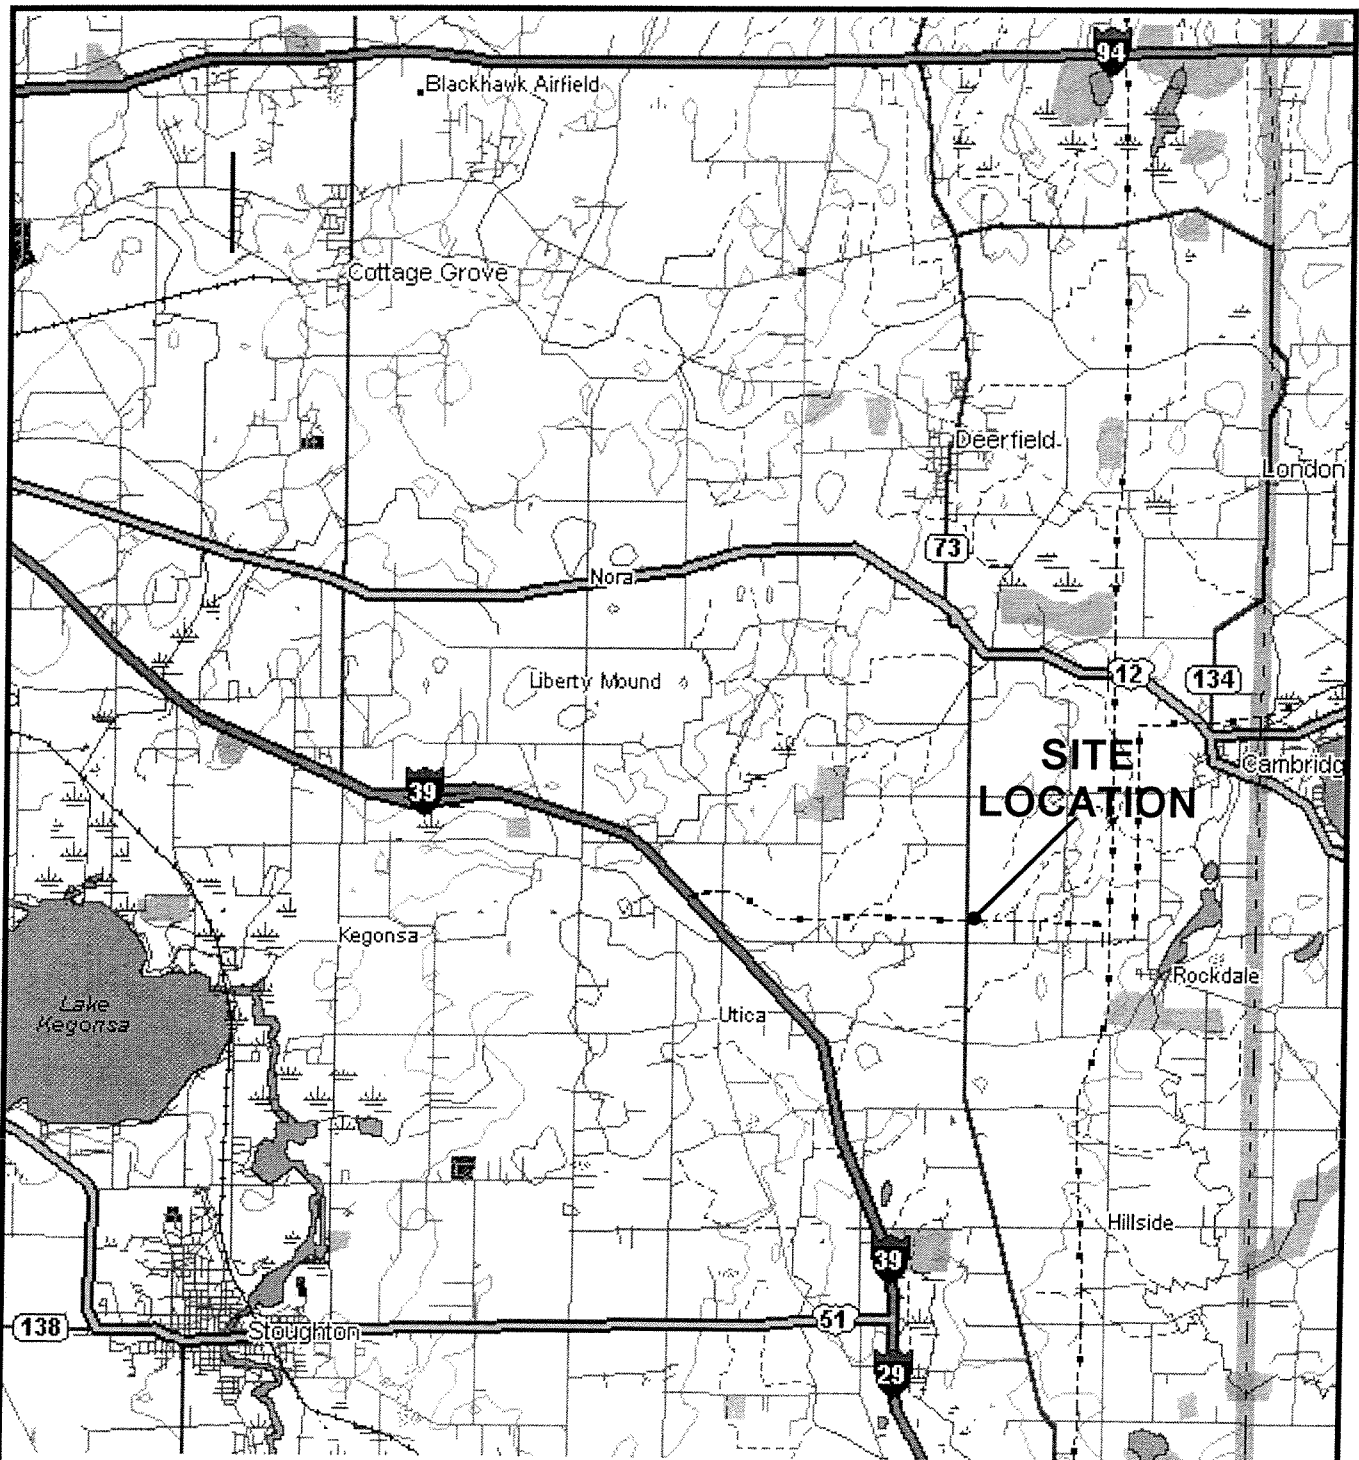 94
Blackhawk Airfield
Cottage Grove
Deerfield
London
73
Nora
Liberty Mound
12
134
SITE
LOCATION
Cambridg
39
Kegonsa
Lake
Kegonsa
Rockdale
Utica
Hillside
39
138
Stoughton
51
29